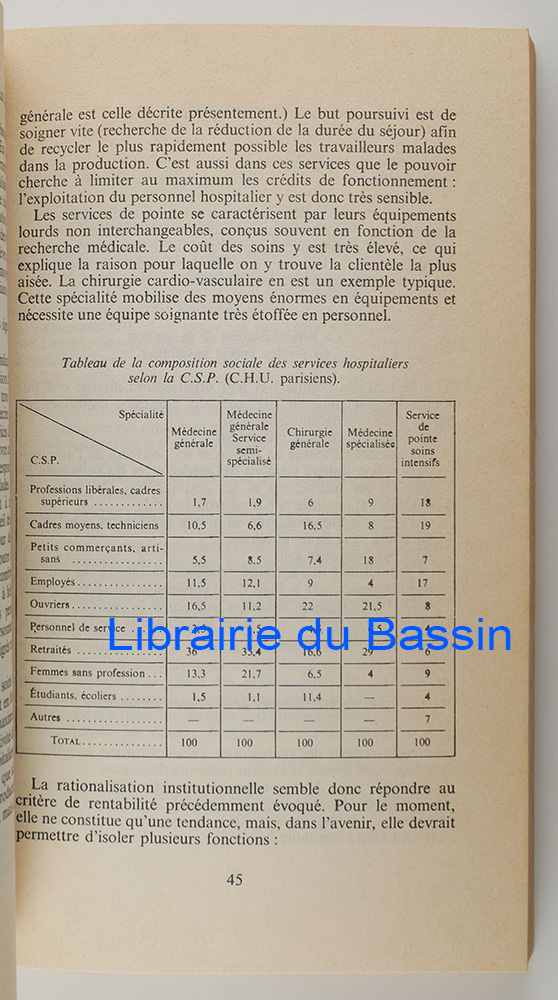 générale est celle décrite présentement.) Le but poursuivi est de
soigner vite (recherche de la réduction de la durée du séjour) afin
de recycler le plus rapidement possible les travailleurs malades
dans la production. C'est aussi dans ces services que le pouvoir
cherche à limiter au maximum les crédits de fonctionnement :
l'exploitation du personnel hospitalier y est donc très sensible.
Les services de pointe se caractérisent par leurs équipements
lourds non interchangeables, conçus souvent en fonction de la
recherche médicale. Le coût des soins y est très élevé, ce qui
explique la raison pour laquelle on y trouve la clientèle la plus
aisée. La chirurgie cardio-vasculaire en est un exemple typique.
Cette spécialité mobilise des moyens énormes en équipements et
nécessite une équipe soignante très étoffée en personnel.
Tableau de la composition sociale des services hospitaliers
selon la C.S.P. (C.H.U. parisiens).
Spécialité
C.S.P.
Médecine
générale
Médecine
générale
Service
semi-
spécialisé
Chirurgie
générale
Médecine
spécialisée
Service
de
pointe
soins
intensifs
Professions libérales, cadres
supérieurs ............. 1,7 1,9 6 9 18
Cadres moyens, techniciens 10,5 6,6 16,5 8 19
Petits commerçants, arti-
sans ................ 5,5 8,5 7,4 18 7
Employés ............... 11,5 12,1 9 4 17
Ouvriers ................ 16,5 11,2 22 21,5 8
Personnel de service
Librairie du Bassin
Retraités ............... 36 35,4 16,6 29 6
Femmes sans profession ... 13,3 21,7 6,5 4 9
Étudiants, écoliers ........ 1,5 1,1 11,4 — 4
Autres .................. — — — — 7
TOTAL .............. 100 100 100 100 100
La rationalisation institutionnelle semble donc répondre au
critère de rentabilité précédemment évoqué. Pour le moment,
elle ne constitue qu'une tendance, mais, dans l'avenir, elle devrait
permettre d'isoler plusieurs fonctions :
45